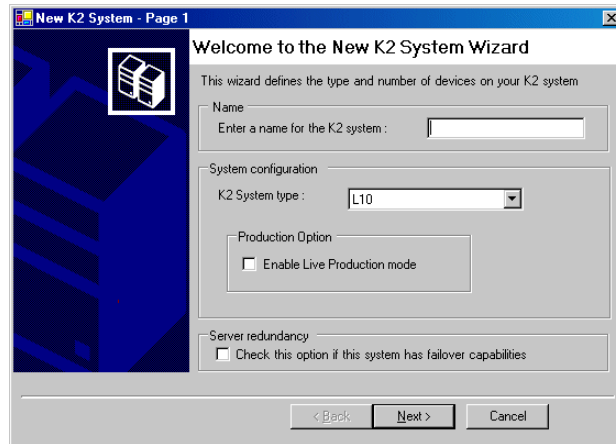 New K2 System - Page 1
Welcome to the New K2 System Wizard
This wizard defines the type and number of devices on your K2 system
Name
Enter a name for the K2 system :
System configuration
K2 System type :
L10
Production Option
Enable Live Production mode
Server redundancy
Check this option if this system has failover capabilities
< Back
Next >
Cancel